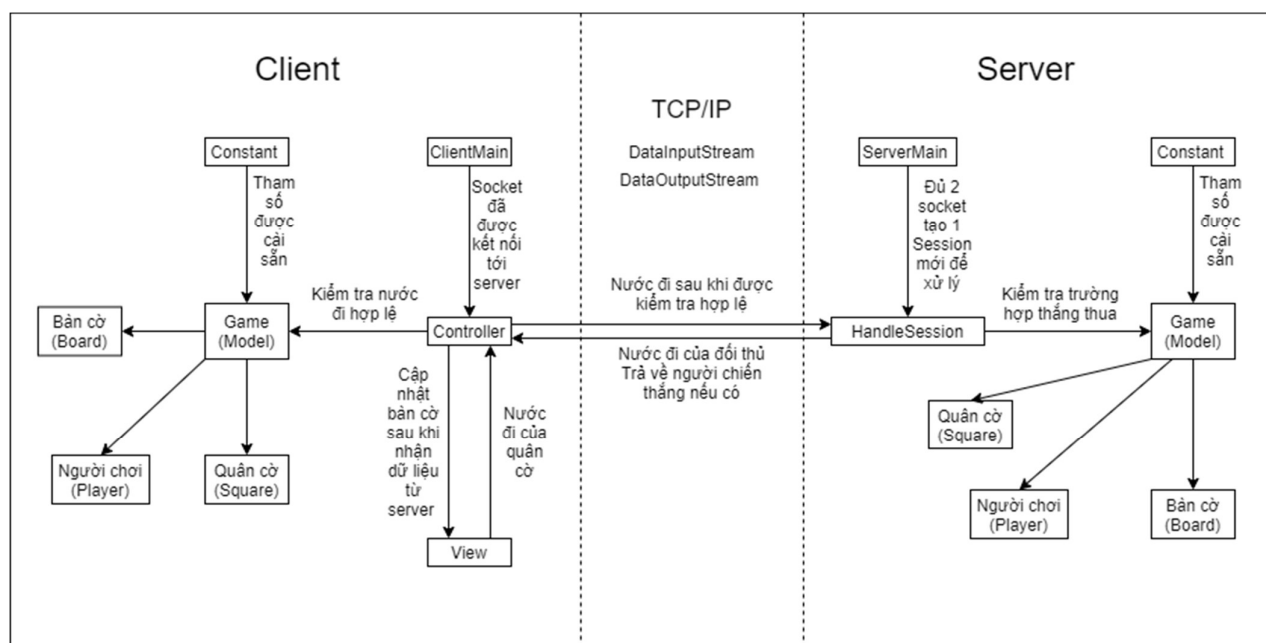 Client
Server
TCP/IP
DataInputStream
DataOutputStream
Constant
ClientMain
ServerMain
Constant
Tham
số
được
cài
sẵn
Socket
đã
được
kết nối
tới
server
Đủ 2
socket
tạo 1
Session
mới để
xử lý
Tham
số
được
cài
sẵn
Kiểm tra nước
đi hợp lệ
Nước đi sau khi được
kiểm tra hợp lệ
Kiểm tra trường
hợp thắng thua
Bàn cờ
(Board)
Game
(Model)
Controller
HandleSession
Game
(Model)
Nước đi của đối thủ
Trả về người chiến
thắng nếu có
Cập
nhật
bàn cờ
sau khi
nhận
dữ liệu
từ
server
Nước
đi của
quân
cờ
Quân cờ
(Square)
Người chơi
(Player)
Quân cờ
(Square)
Người chơi
(Player)
Bàn cờ
(Board)
View